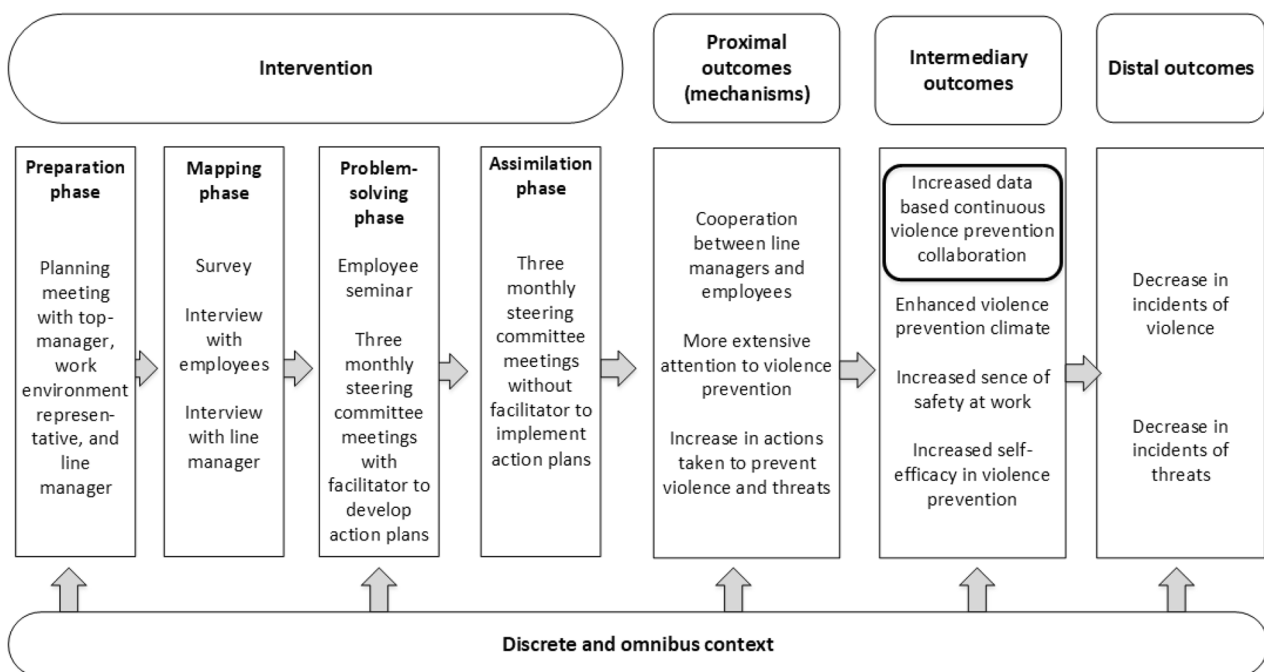 Intervention
Proximal
outcomes
(mechanisms)
Intermediary
outcomes
Distal outcomes
Preparation
phase
Planning
meeting
with top-
manager,
work
environment
represen-
tative, and
line
manager
Mapping
phase
Survey
Interview
with
employees
Interview
with line
manager
Problem-
solving
phase
Employee
seminar
Three
monthly
steering
committee
meetings
with
facilitator to
develop
action plans
Assimilation
phase
Three
monthly
steering
committee
meetings
without
facilitator to
implement
action plans
Cooperation
between line
managers and
employees
More extensive
attention to violence
prevention
Increase in actions
taken to prevent
violence and threats
Increased data
based continuous
violence prevention
collaboration
Enhanced violence
prevention climate
Increased sence of
safety at work
Increased self-
efficacy in violence
prevention
Decrease in
incidents of
violence
Decrease in
incidents of
threats
Discrete and omnibus context